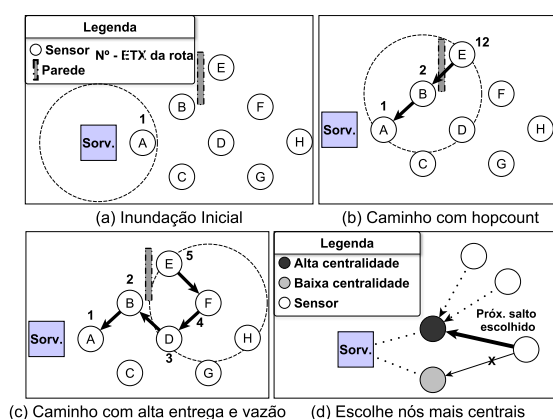 Legenda
Sensor
Nº - ETX da rota
Parede
E
B
F
1
Sorv.
A
D
H
C
G
(a) Inundação Inicial
12
E
2
B
F
1
Sorv.
A
D
H
C
G
(b) Caminho com hopcount
E
5
2
B
F
1
4
Sorv.
A
D
H
3
C
G
(c) Caminho com alta entrega e vazão
Legenda
Alta centralidade
Baixa centralidade
Sensor
Próx. salto
escolhido
Sorv.
x
(d) Escolhe nós mais centrais